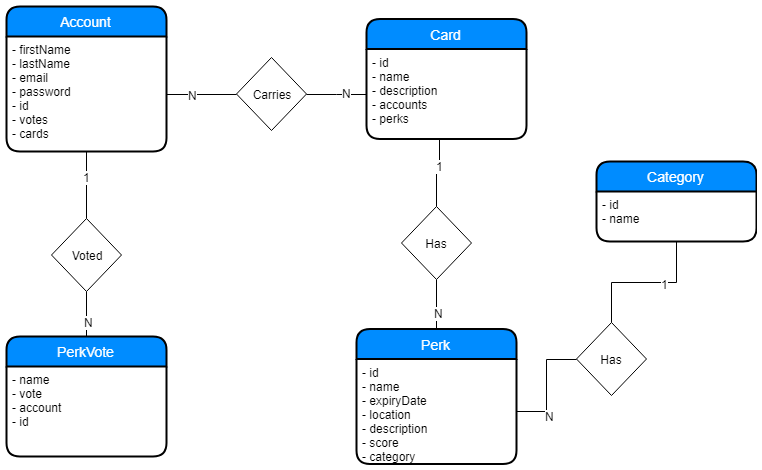 Account
- firstName
- lastName
- email
- password
- id
- votes
- cards
N
Carries
N
Card
- id
- name
- description
- accounts
- perks
1
Voted
N
PerkVote
- name
- vote
- account
- id
1
Has
N
Perk
- id
- name
- expiryDate
- location
- description
- score
- category
Category
- id
- name
1
Has
N